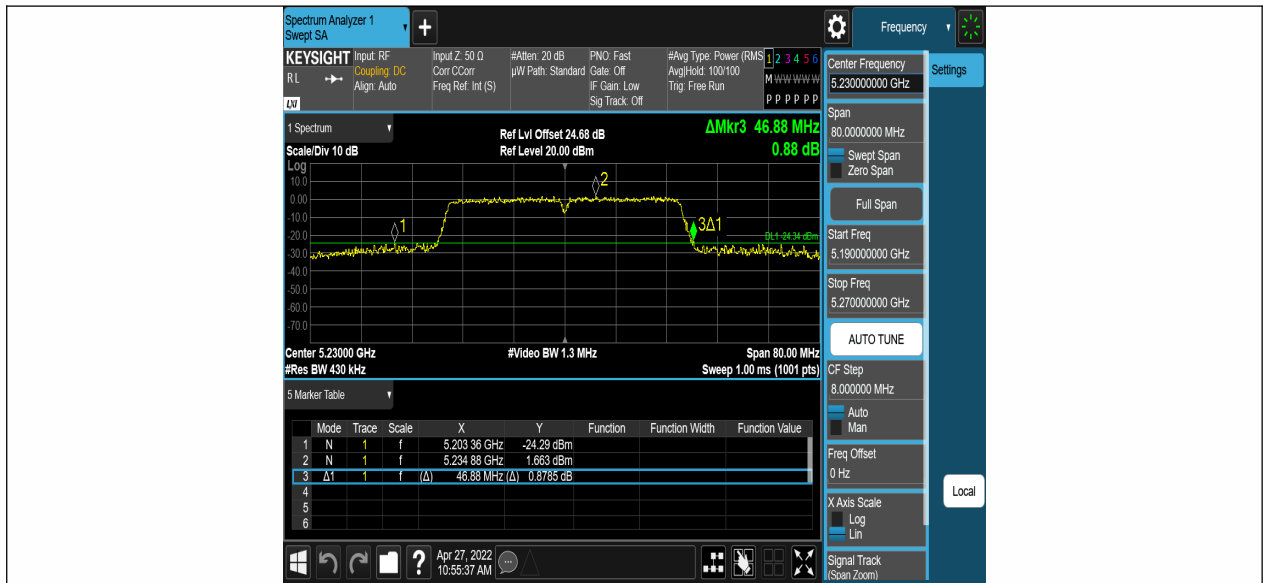 Spectrum Analyzer 1
Swept SA
+
Frequency
KEYSIGHT
RL
LXI
Input: RF
Coupling: DC
Align: Auto
Input Z: 50 Ω
Corr CCorr
Freq Ref: Int (S)
#Atten: 20 dB
µW Path: Standard
PNO: Fast
Gate: Off
IF Gain: Low
Sig Track: Off
#Avg Type: Power (RMS
Avg|Hold: 100/100
Trig: Free Run
1 2 3 4 5 6
M W W W W W
P P P P P P
1 Spectrum
Scale/Div 10 dB
Ref Lvl Offset 24.68 dB
Ref Level 20.00 dBm
ΔMkr3 46.88 MHz
0.88 dB
Log
10.0
0.00
-10.0
-20.0
-30.0
-40.0
-50.0
-60.0
-70.0
1
2
3Δ1
DL1 -24.34 dBm
Center 5.23000 GHz
#Res BW 430 kHz
#Video BW 1.3 MHz
Span 80.00 MHz
Sweep 1.00 ms (1001 pts)
5 Marker Table
Mode Trace Scale X Y Function Function Width Function Value
1 N 1 f 5.203 36 GHz -24.29 dBm
2 N 1 f 5.234 88 GHz 1.663 dBm
3 Δ1 1 f (Δ) 46.88 MHz (Δ) 0.8785 dB
4
5
6
?
Apr 27, 2022
10:55:37 AM
Center Frequency
5.230000000 GHz
Span
80.0000000 MHz
Swept Span
Zero Span
Full Span
Start Freq
5.190000000 GHz
Stop Freq
5.270000000 GHz
AUTO TUNE
CF Step
8.000000 MHz
Auto
Man
Freq Offset
0 Hz
X Axis Scale
Log
Lin
Signal Track
(Span Zoom)
Settings
Local